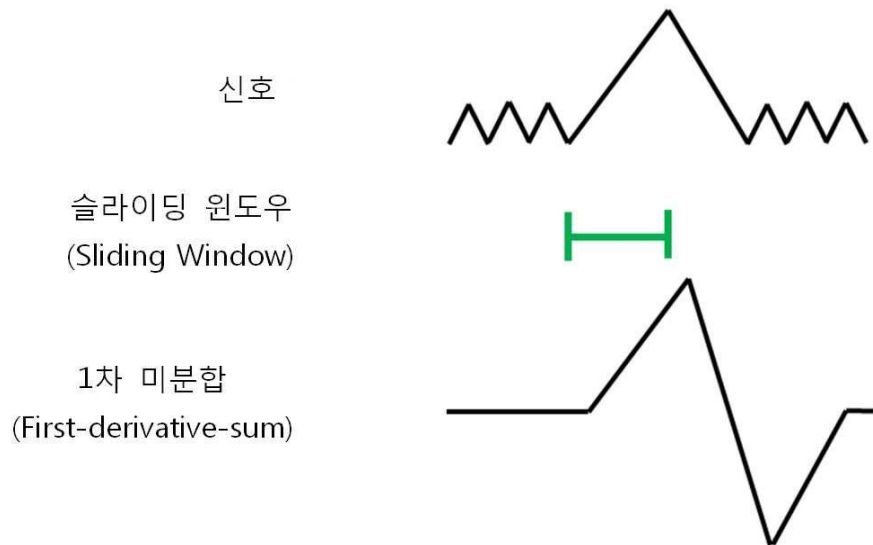 신호
슬라이딩 윈도우
(Sliding Window)
1차 미분합
(First-derivative-sum)